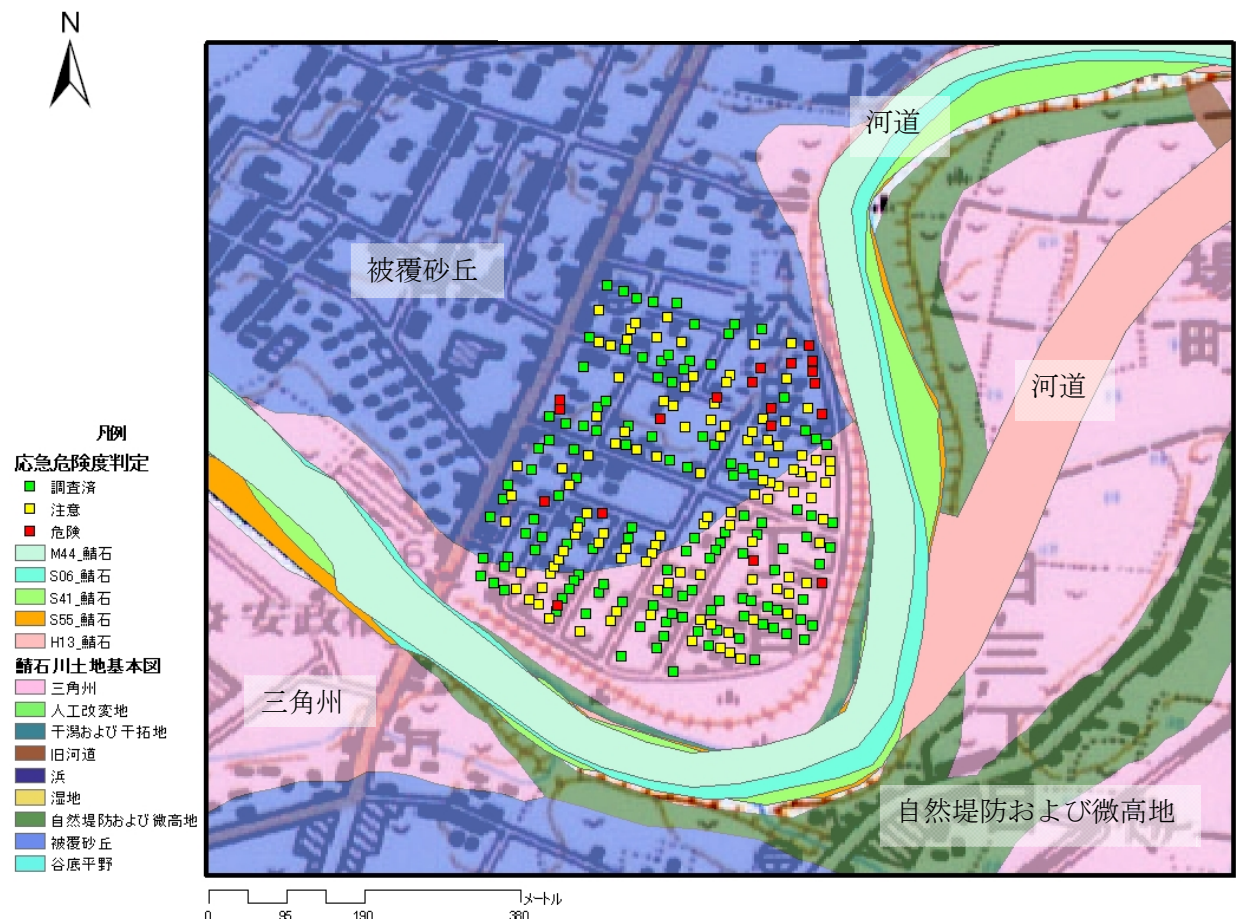 N
河道
被覆砂丘
河道
三角州
自然堤防および微高地
安政橋
場
田
凡例
応急危険度判定
調査済
注意
危険
M44_鯖石
S06_鯖石
S41_鯖石
S55_鯖石
H13_鯖石
鯖石川土地基本図
三角州
人工改変地
干潟および干拓地
旧河道
浜
湿地
自然堤防および微高地
被覆砂丘
谷底平野
メートル
0 95 190 380